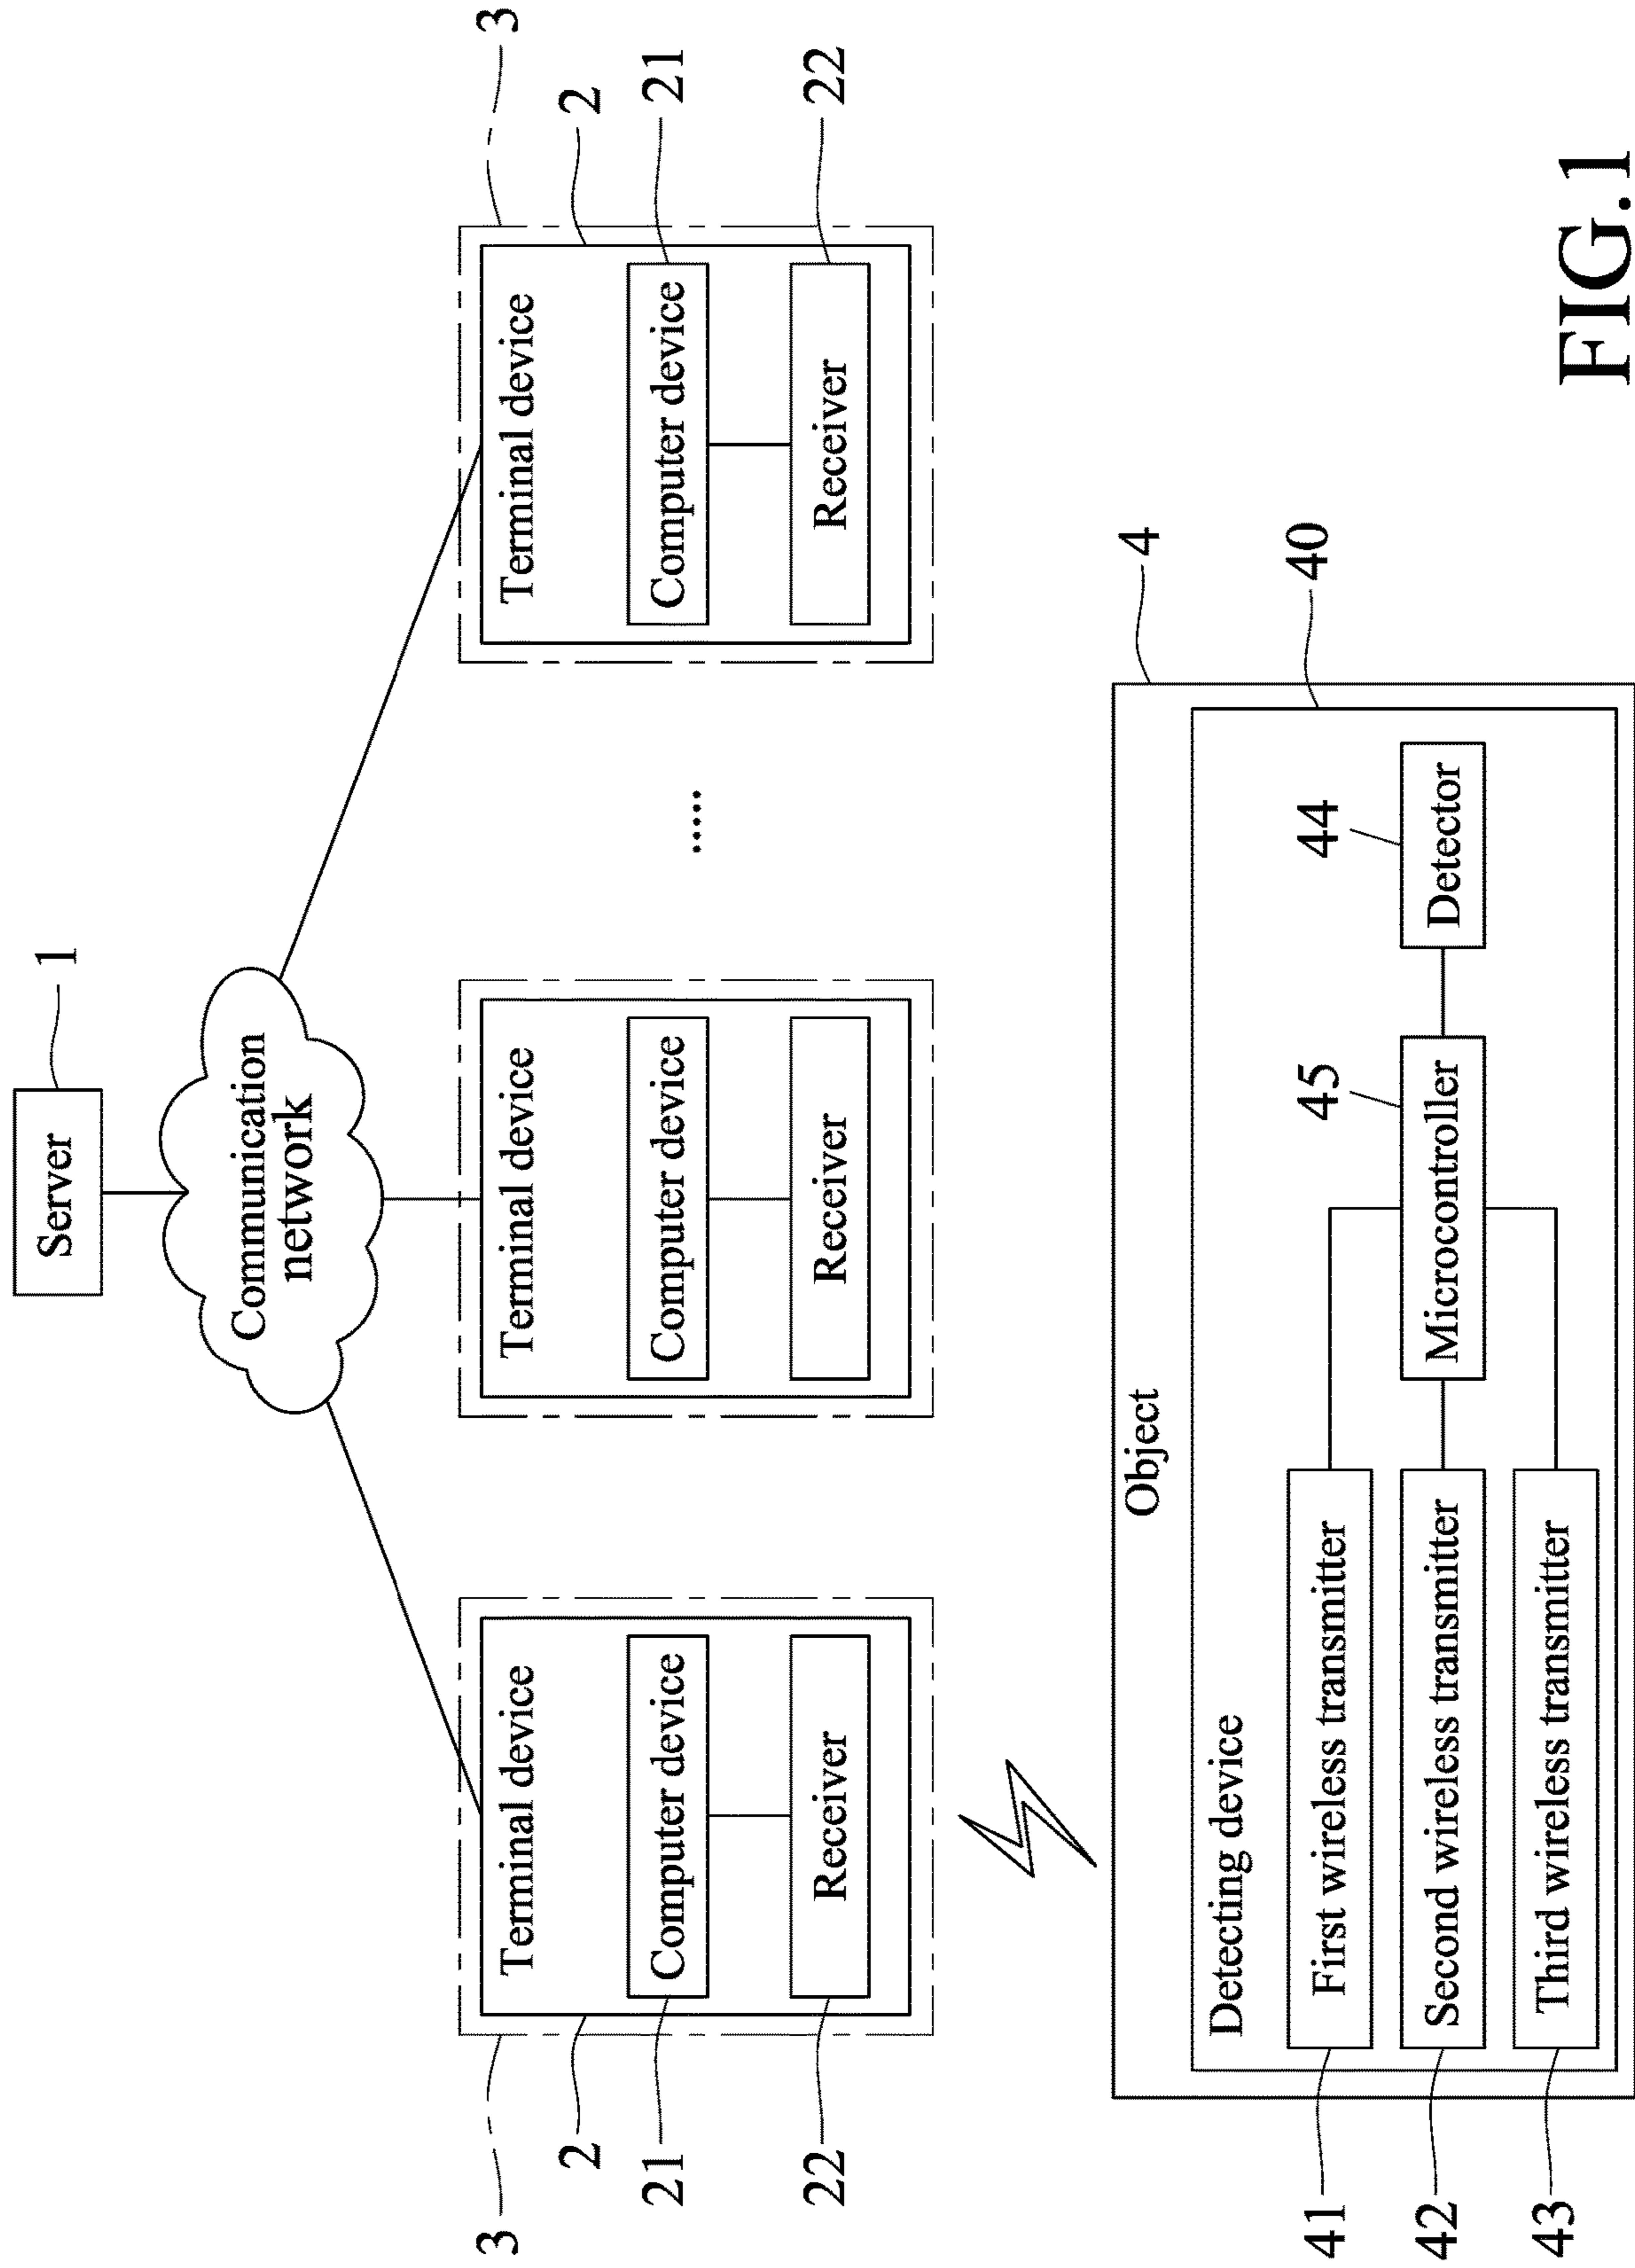 Server
1
Communication
network
3
2
21
22
Terminal device
Computer device
Receiver
Terminal device
Computer device
Receiver
.....
Terminal device
Computer device
Receiver
3
2
21
22
Object
4
Detecting device
40
41
First wireless transmitter
42
Second wireless transmitter
43
Third wireless transmitter
45
Microcontroller
44
Detector
FIG.1